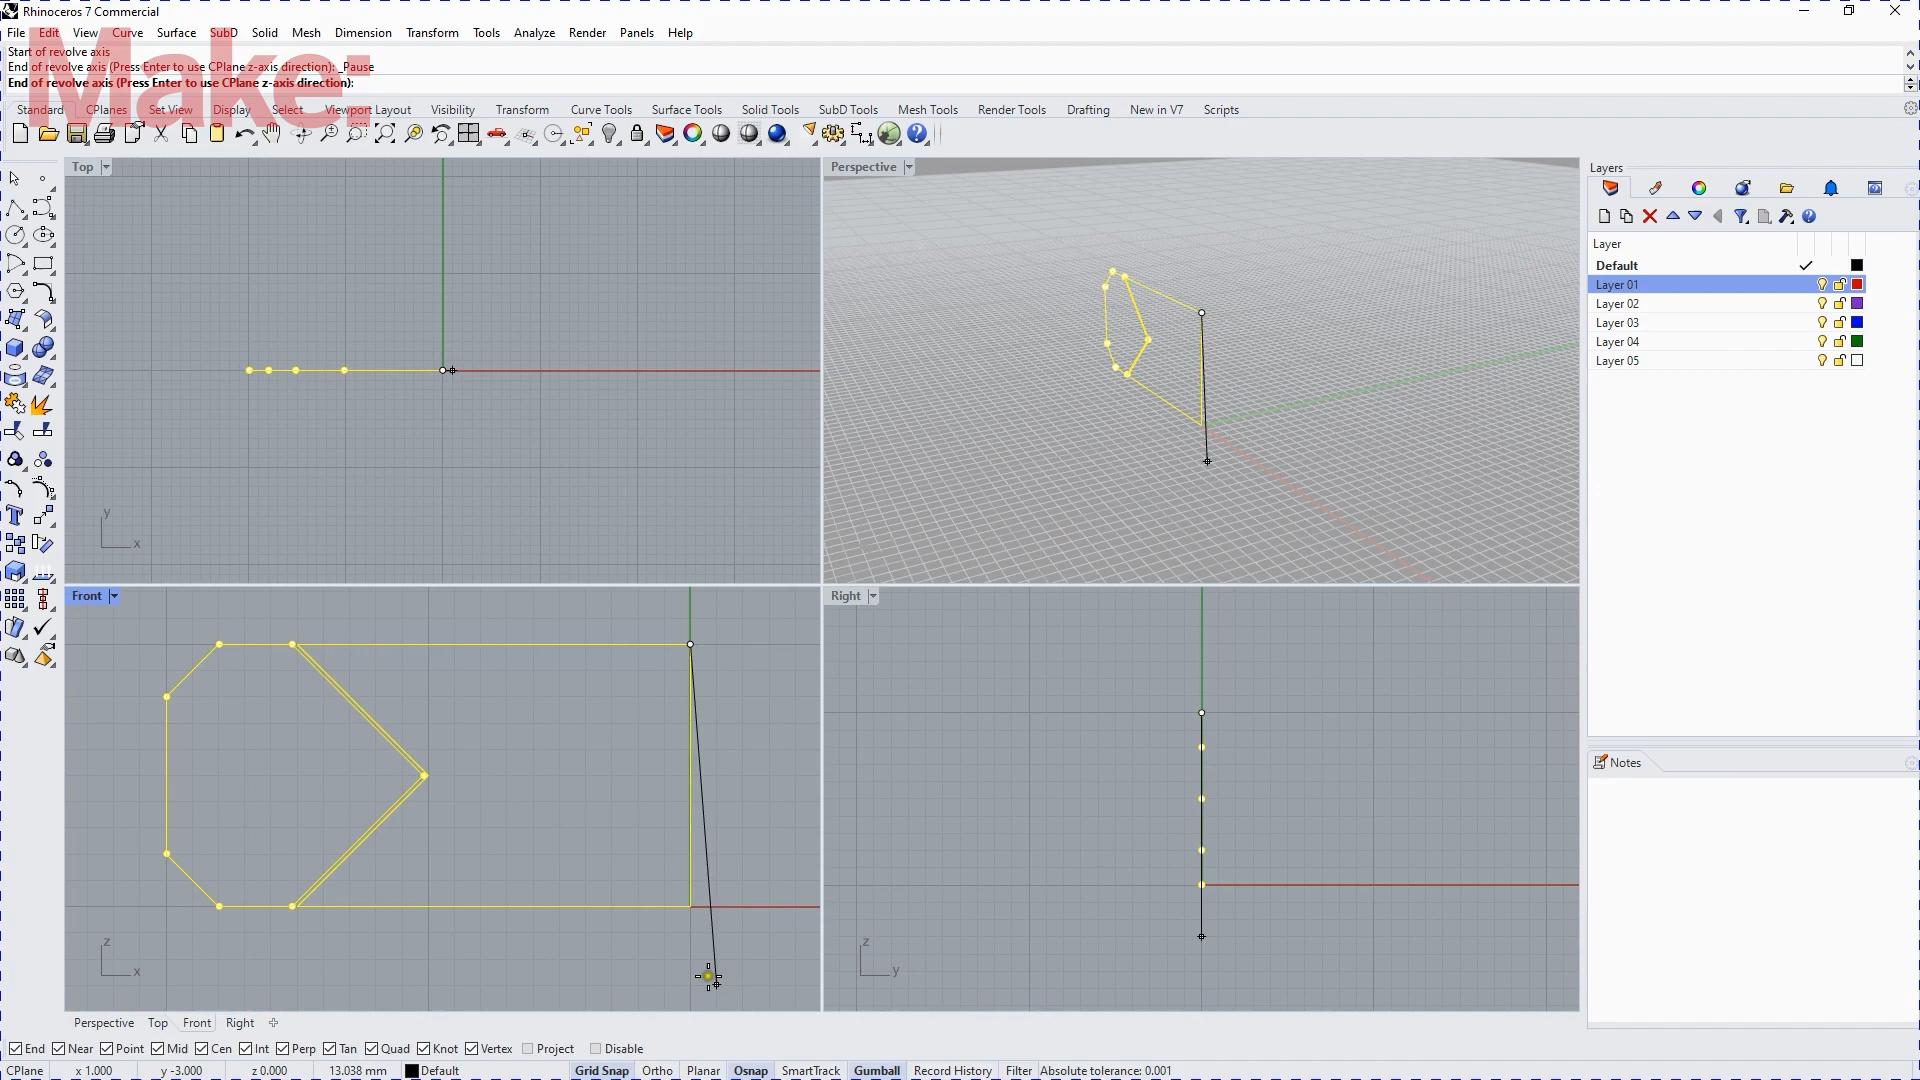 Rhinoceros 7 Commercial
File Edit View Curve Surface SubD Solid Mesh Dimension Transform Tools Analyze Render Panels Help
Make:
Start of revolve axis
End of revolve axis (Press Enter to use CPlane z-axis direction): _Pause
End of revolve axis (Press Enter to use CPlane z-axis direction):
Standard CPlanes Set View Display Select Viewport Layout Visibility Transform Curve Tools Surface Tools Solid Tools SubD Tools Mesh Tools Render Tools Drafting New in V7 Scripts
Top
y
x
Perspective
Front
z
x
Right
z
y
Layers
Layer
Default
Layer 01
Layer 02
Layer 03
Layer 04
Layer 05
Notes
Perspective Top Front Right
End Near Point Mid Cen Int Perp Tan Quad Knot Vertex Project Disable
CPlane x 1.000 y -3.000 z 0.000 13.038 mm Default Grid Snap Ortho Planar Osnap SmartTrack Gumball Record History Filter Absolute tolerance: 0.001